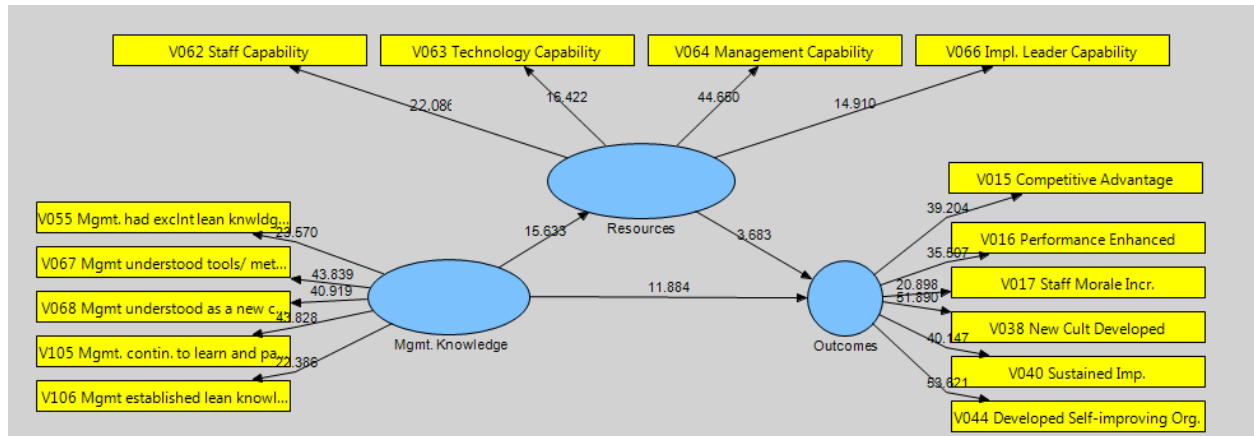 V062 Staff Capability
V063 Technology Capability
V064 Management Capability
V066 Impl. Leader Capability
22.086
16.422
44.650
14.910
V015 Competitive Advantage
39.204
V055 Mgmt. had exclnt lean knwldg...
23.570
Resources
15.633
3.683
V016 Performance Enhanced
35.507
V067 Mgmt understood tools/ met...
43.839
V017 Staff Morale Incr.
20.898
V068 Mgmt understood as a new c...
40.919
11.884
51.890
V038 New Cult Developed
43.828
Mgmt. Knowledge
Outcomes
40.147
V105 Mgmt. contin. to learn and pa...
22.386
V040 Sustained Imp.
53.621
V106 Mgmt established lean knowl...
V044 Developed Self-improving Org.